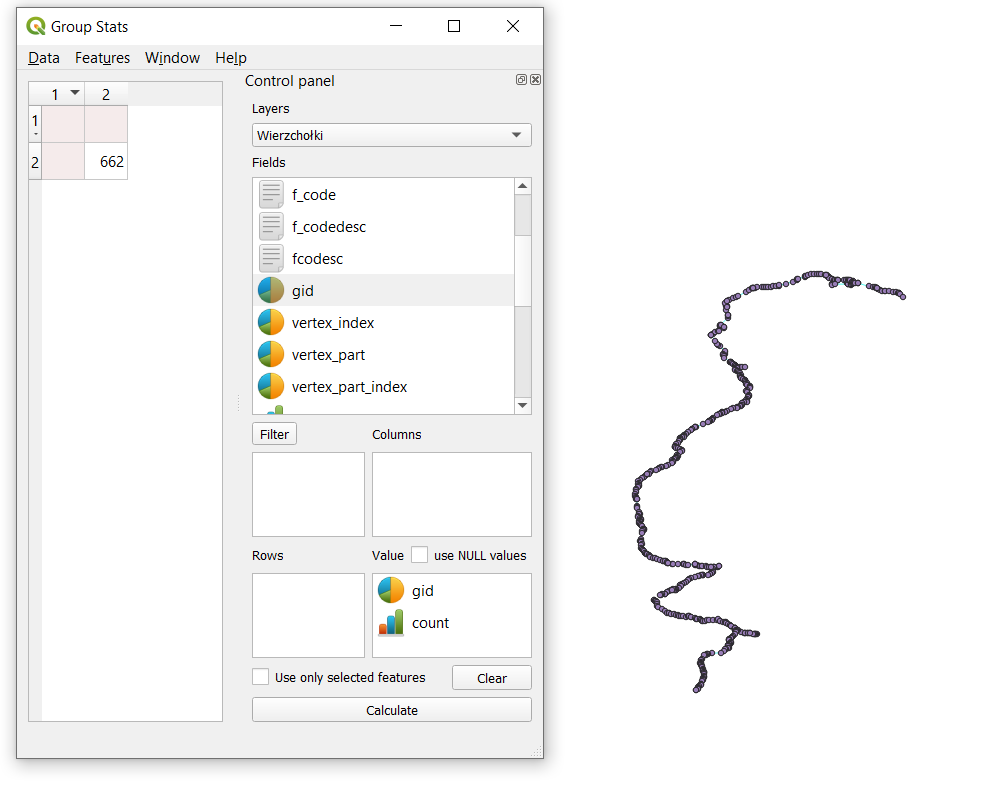 Group Stats
Data Features Window Help
1 2
1
2 662
Control panel
Layers
Wierzchołki
Fields
f_code
f_codedesc
fcodesc
gid
vertex_index
vertex_part
vertex_part_index
Filter Columns
Rows Value use NULL values
gid
count
Use only selected features Clear
Calculate